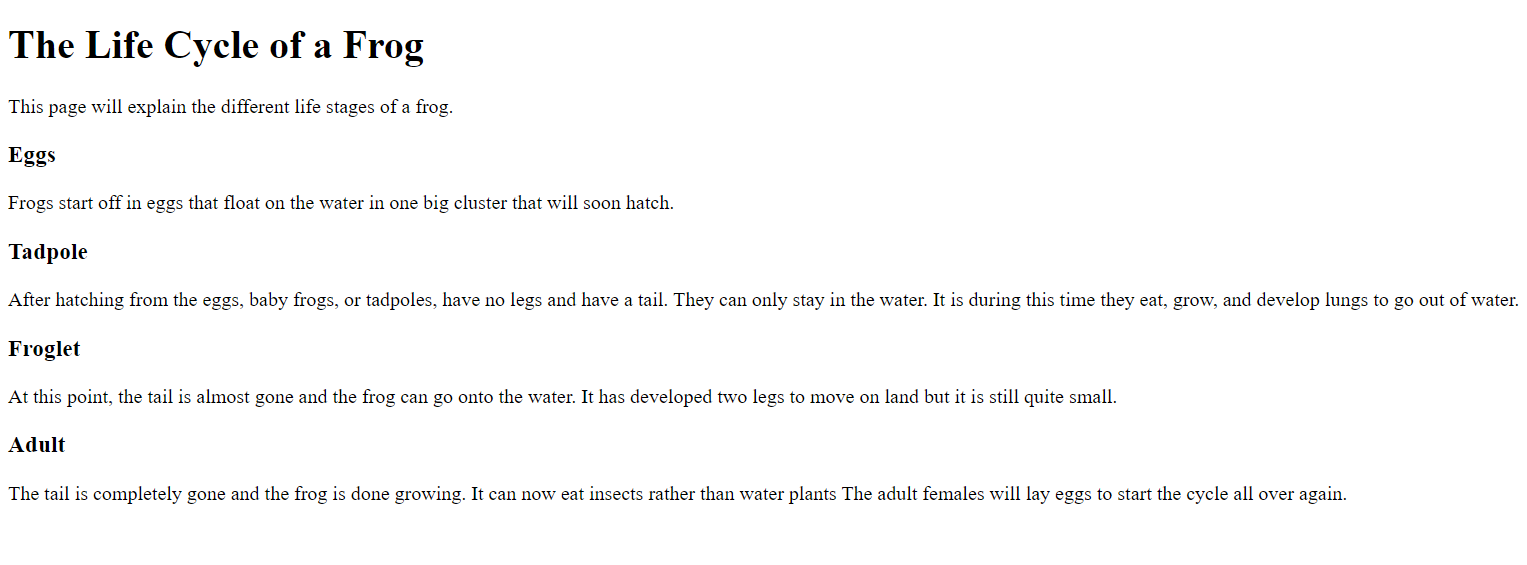 The Life Cycle of a Frog
This page will explain the different life stages of a frog.
Eggs
Frogs start off in eggs that float on the water in one big cluster that will soon hatch.
Tadpole
After hatching from the eggs, baby frogs, or tadpoles, have no legs and have a tail. They can only stay in the water. It is during this time they eat, grow, and develop lungs to go out of water.
Froglet
At this point, the tail is almost gone and the frog can go onto the water. It has developed two legs to move on land but it is still quite small.
Adult
The tail is completely gone and the frog is done growing. It can now eat insects rather than water plants The adult females will lay eggs to start the cycle all over again.